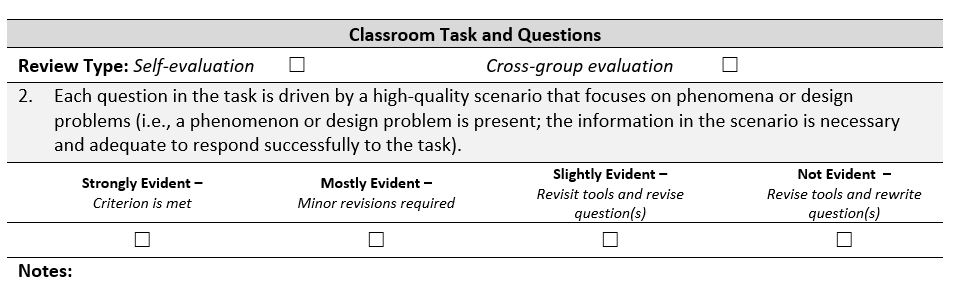 Classroom Task and Questions
Review Type: Self-evaluation ☐ Cross-group evaluation ☐
2. Each question in the task is driven by a high-quality scenario that focuses on phenomena or design
problems (i.e., a phenomenon or design problem is present; the information in the scenario is necessary
and adequate to respond successfully to the task).
Strongly Evident –
Criterion is met
Mostly Evident –
Minor revisions required
Slightly Evident –
Revisit tools and revise
question(s)
Not Evident –
Revise tools and rewrite
question(s)
☐ ☐ ☐ ☐
Notes: